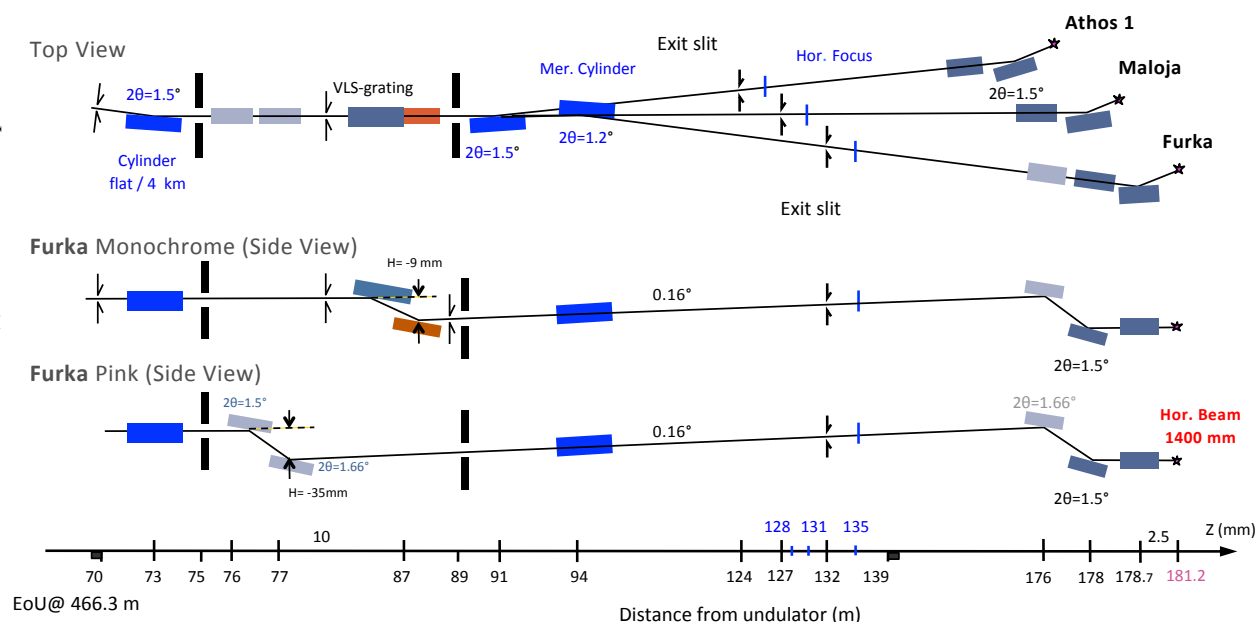 Athos 1
Top View
Exit slit
Hor. Focus
Mer. Cylinder
Maloja
2θ=1.5°
VLS-grating
2θ=1.5°
2θ=1.2°
2θ=1.5°
Furka
Cylinder
flat / 4 km
Exit slit
Furka Monochrome (Side View)
H= -9 mm
0.16°
2θ=1.5°
Furka Pink (Side View)
2θ=1.5°
2θ=1.66°
0.16°
Hor. Beam
1400 mm
2θ=1.66°
H= -35mm
2θ=1.5°
128 131 135
Z (mm)
10
2.5
70 73 75 76 77 87 89 91 94 124 127 132 139 176 178 178.7 181.2
EoU@ 466.3 m
Distance from undulator (m)